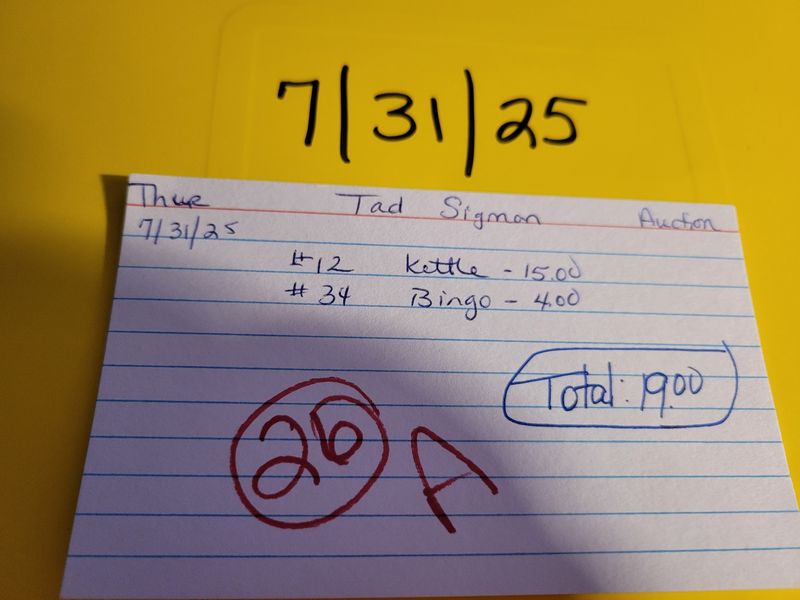 7/31/25
Thur Tad Sigmon Auction
7/31/25
#12 Kettle - 15.00
#34 Bingo - 4.00
Total: 19.00
26 A